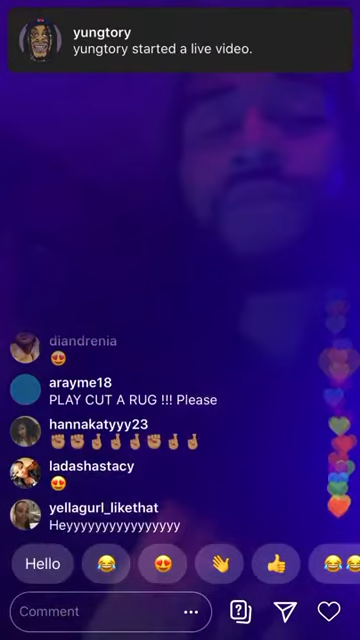 yungtory
yungtory started a live video.
diandrenia
😍
arayme18
PLAY CUT A RUG !!! Please
hannakatyyy23
✊🏽✊🏽🤞🏽🤞🏽🤞🏽✊🏽🤞🏽🤞🏽
ladashastacy
😍
yellagurl_likethat
Heyyyyyyyyyyyyyyyy
Hello 😂 😍 👋 👍 😂😂
Comment